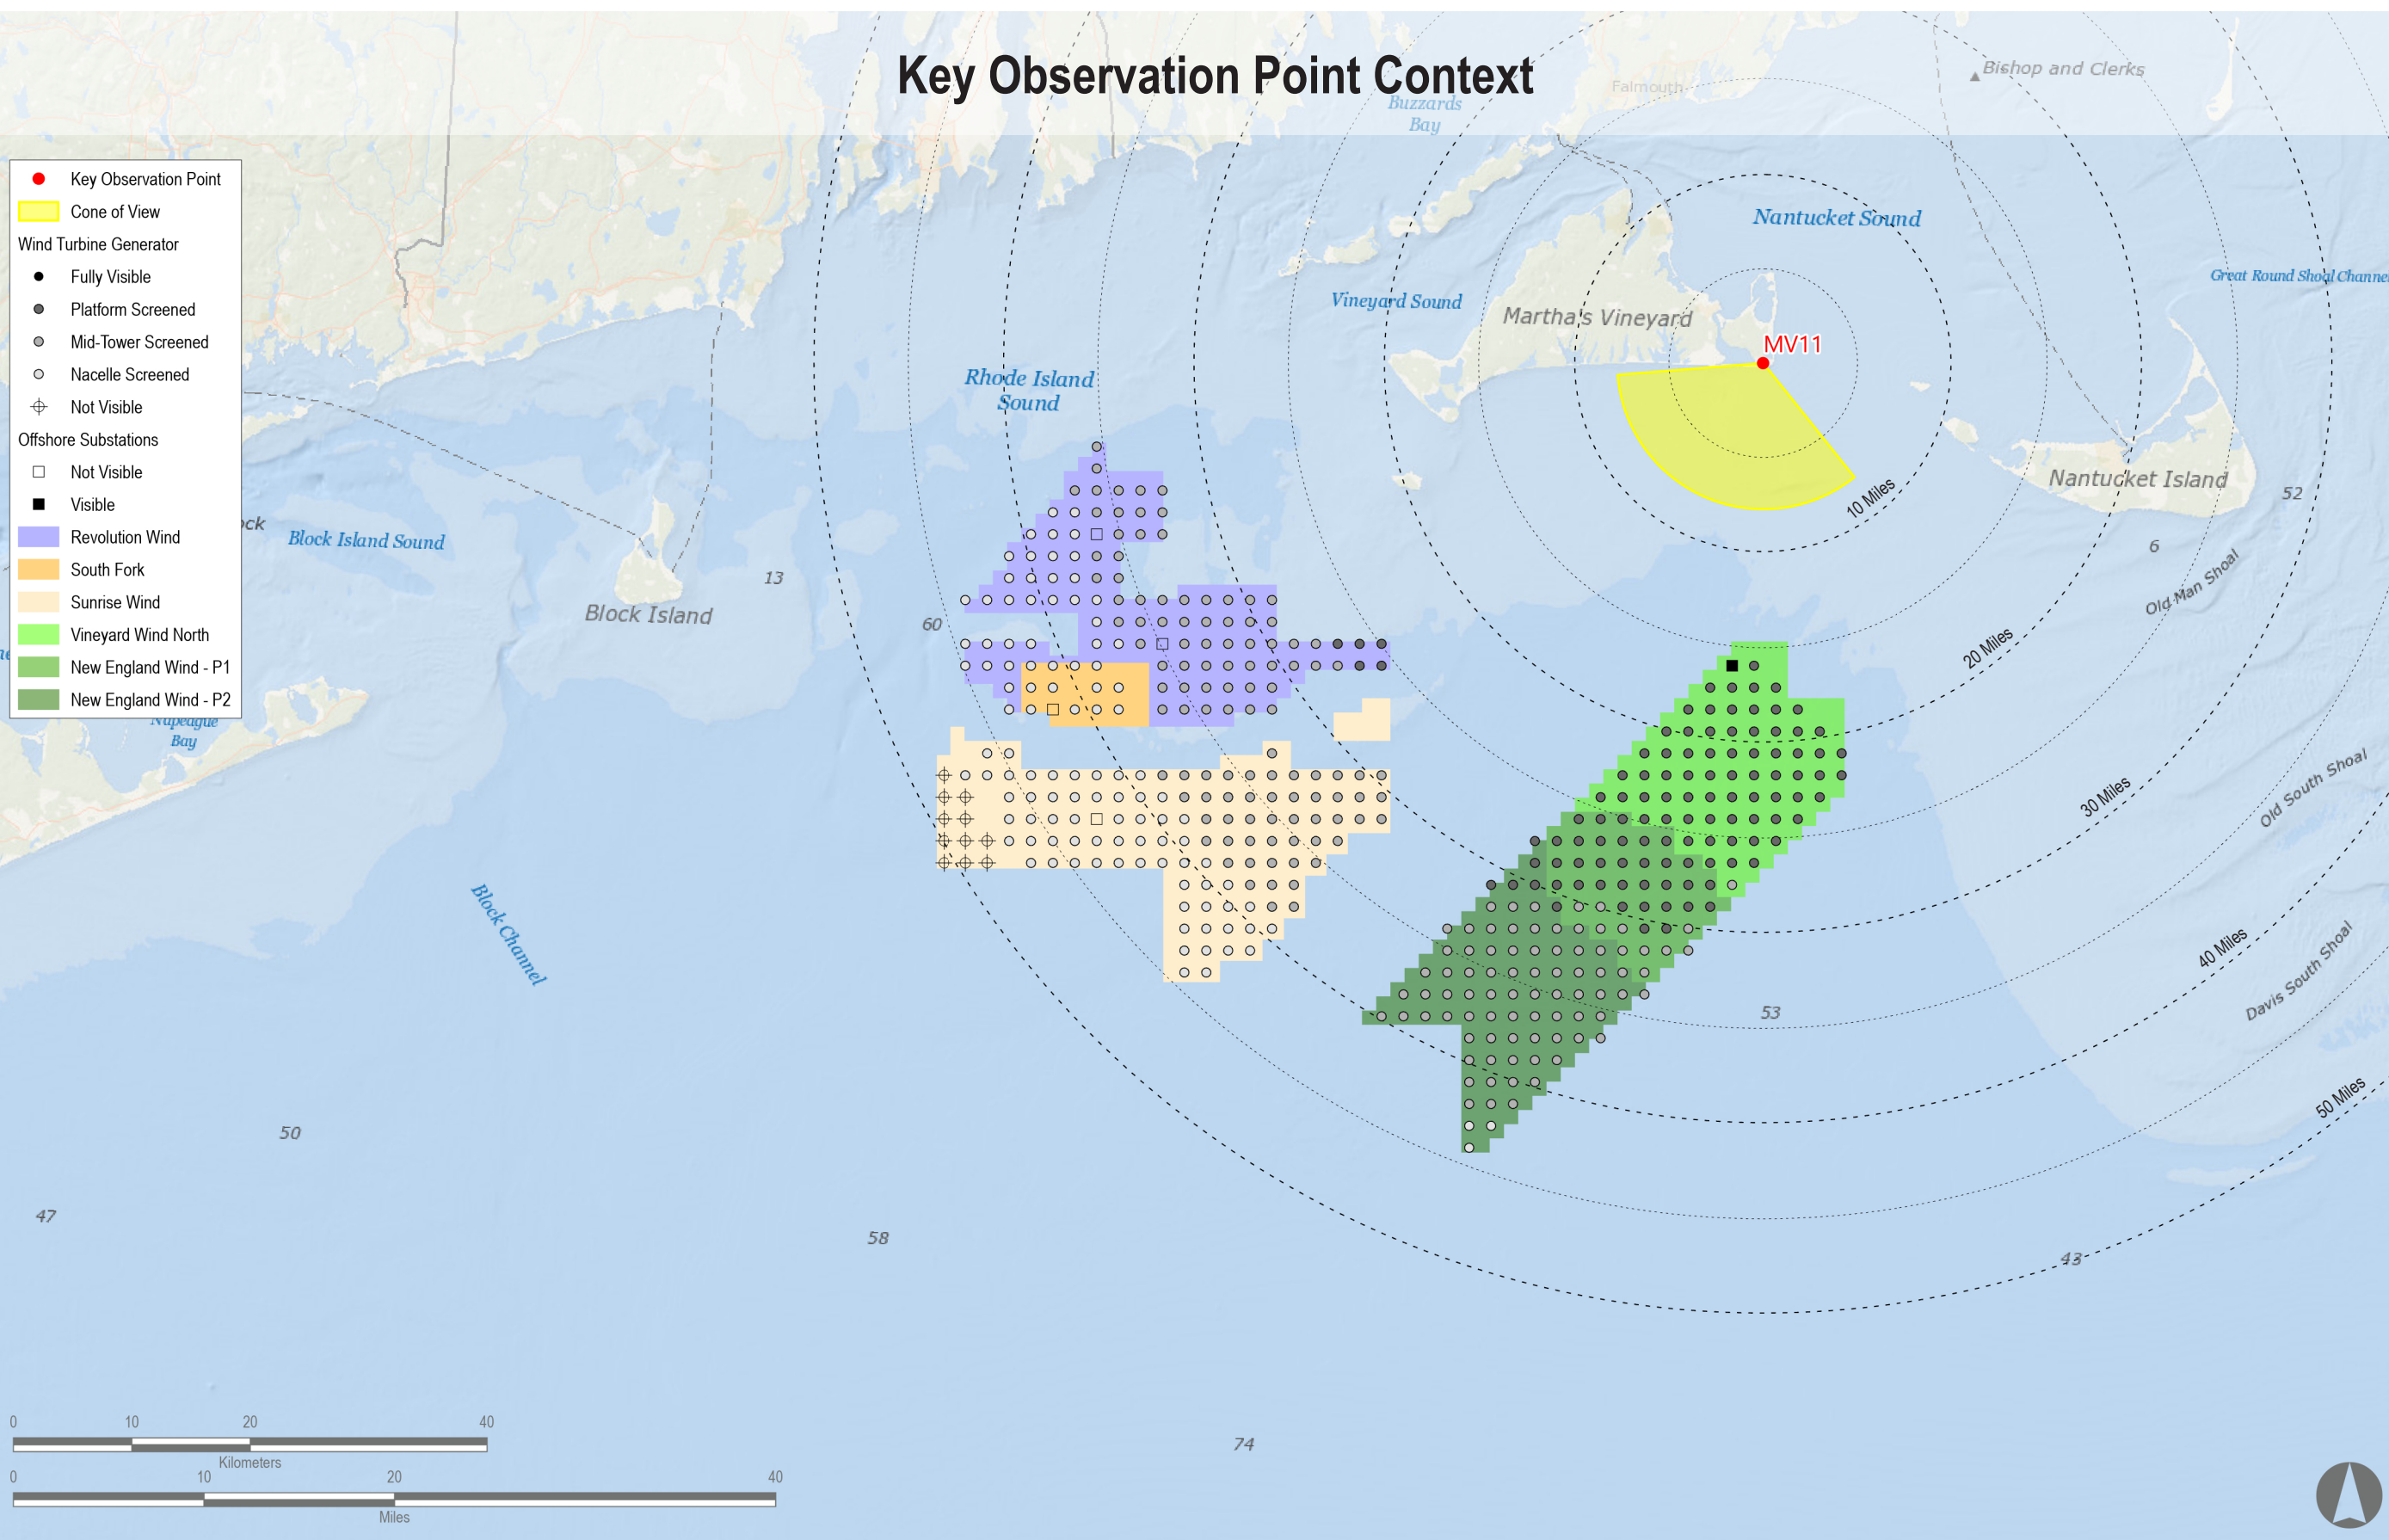 Key Observation Point Context
Bishop and Clerks
Falmouth
Buzzards
Bay
Key Observation Point
Cone of View
Wind Turbine Generator
Fully Visible
Platform Screened
Mid-Tower Screened
Nacelle Screened
Not Visible
Offshore Substations
Not Visible
Visible
Revolution Wind
South Fork
Sunrise Wind
Vineyard Wind North
New England Wind - P1
New England Wind - P2
Nantucket Sound
Great Round Shoal Channel
Vineyard Sound
Martha's Vineyard
MV11
Rhode Island
Sound
Nantucket Island
52
10 Miles
ock
Block Island Sound
6
Old Man Shoal
13
Block Island
60
20 Miles
Napeague
Bay
30 Miles
Old South Shoal
Block Channel
40 Miles
Davis South Shoal
53
50 Miles
50
47
58
43
74
0 10 20 40
Kilometers
0 10 20 40
Miles